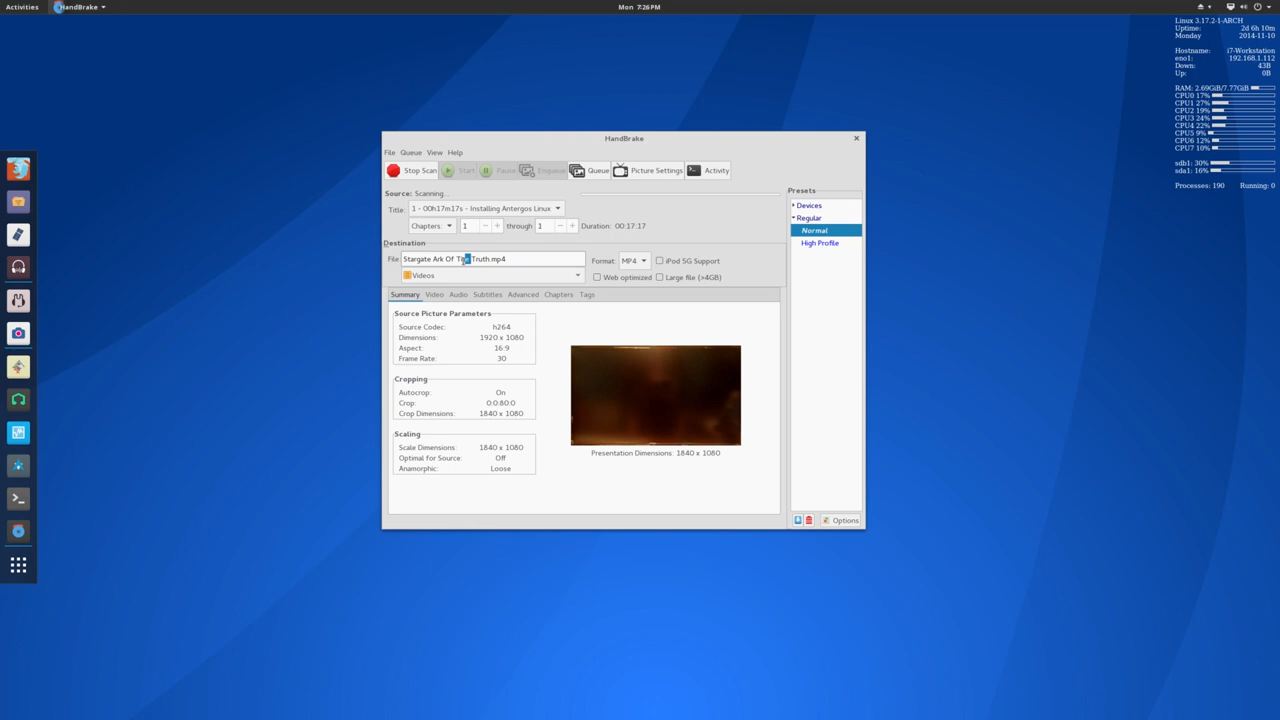 Activities HandBrake Mon 7:26PM
Linux 3.17.2-1-ARCH
Uptime: 2d 6h 10m
Monday 2014-11-10
Hostname: i7-Workstation
eno1: 192.168.1.112
Down: 43B
Up: 0B
RAM: 2.69GiB/7.77GiB
CPU0 17%
CPU1 27%
CPU2 19%
CPU3 24%
CPU4 22%
CPU5 9%
CPU6 12%
CPU7 10%
sdb1: 30%
sda1: 16%
Processes: 190 Running: 0
HandBrake
File Queue View Help
Stop Scan Start Pause Enqueue Queue Picture Settings Activity
Source: Scanning...
Title: 1 - 00h17m17s - Installing Antergos Linux
Chapters: 1 through 1 Duration: 00:17:17
Destination
File: Stargate Ark Of Truth.mp4 Format: MP4 iPod 5G Support
Videos Web optimized Large file (>4GB)
Summary Video Audio Subtitles Advanced Chapters Tags
Source Picture Parameters
Source Codec: h264
Dimensions: 1920 x 1080
Aspect: 16:9
Frame Rate: 30
Cropping
Autocrop: On
Crop: 0:0:80:0
Crop Dimensions: 1840 x 1080
Scaling
Scale Dimensions: 1840 x 1080
Optimal for Source: Off
Anamorphic: Loose
Presentation Dimensions: 1840 x 1080
Presets
Devices
Regular
Normal
High Profile
Options